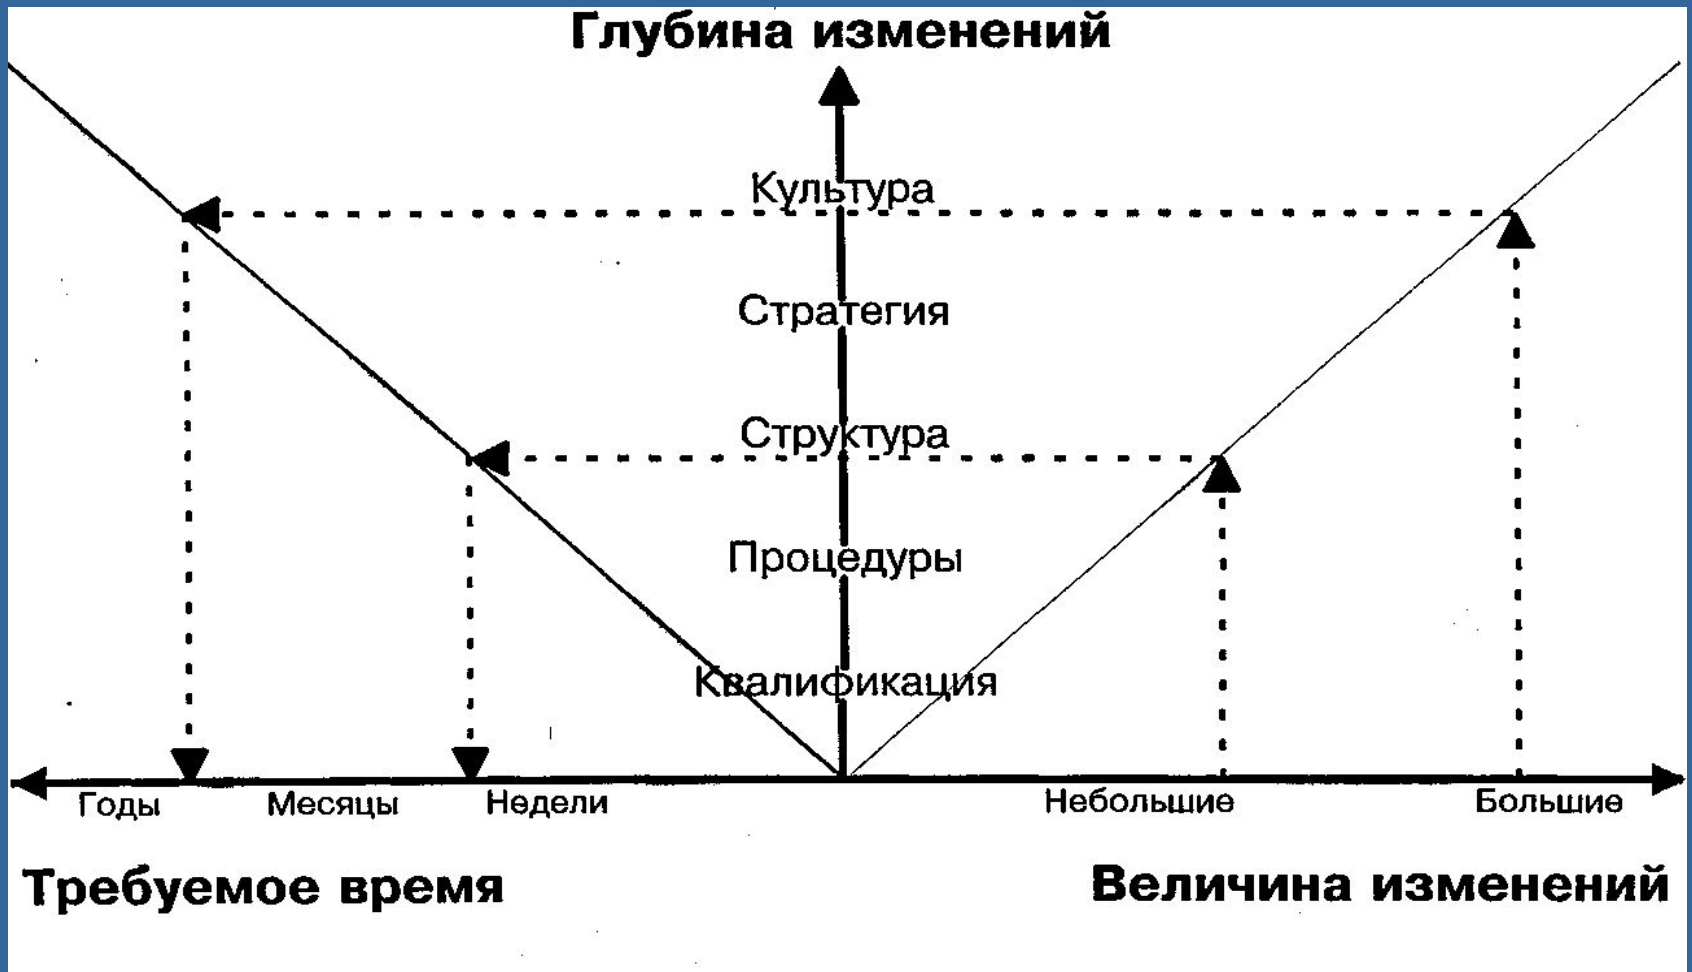 Глубина изменений
Культура
Стратегия
Структура
Процедуры
Квалификация
Годы Месяцы Недели Небольшие Большие
Требуемое время Величина изменений